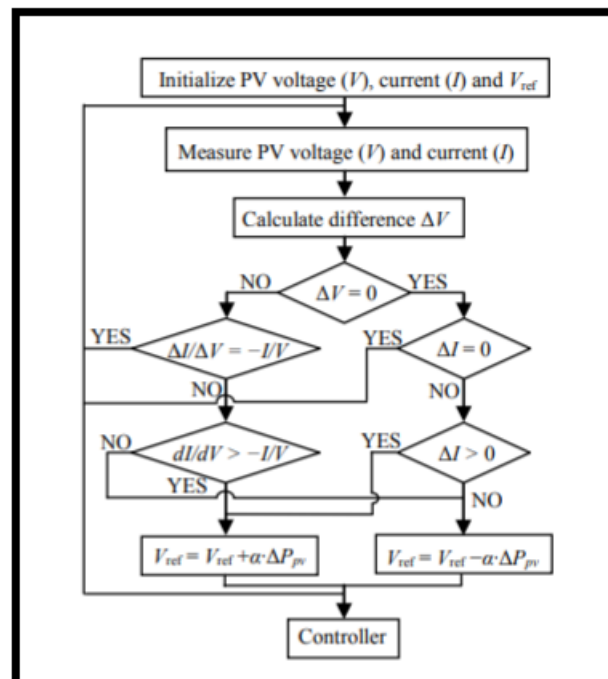 Initialize PV voltage (V), current (I) and Vref
Measure PV voltage (V) and current (I)
Calculate difference ΔV
NO
YES
ΔV = 0
YES
YES
ΔI/ΔV = −I/V
ΔI = 0
NO
NO
NO
YES
dI/dV > −I/V
ΔI > 0
YES
NO
Vref = Vref+α·ΔPpv
Vref = Vref−α·ΔPpv
Controller